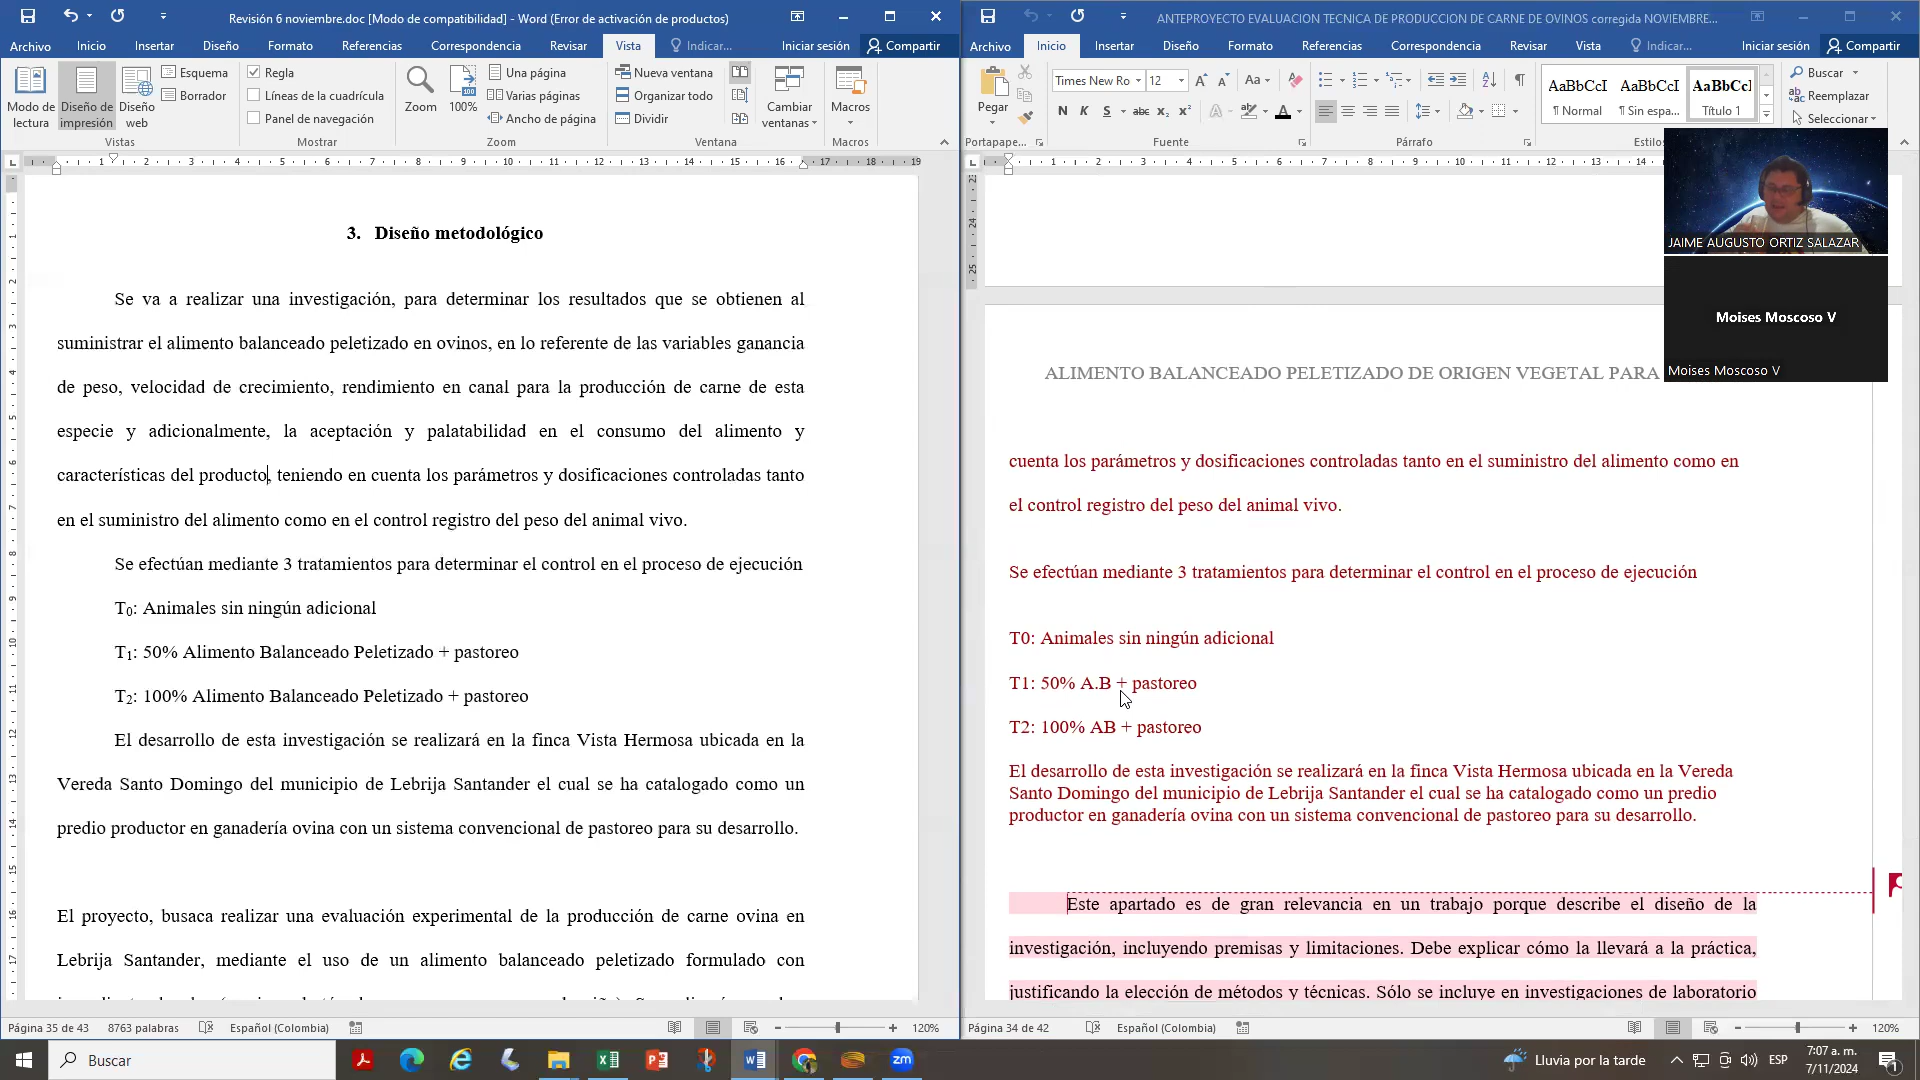 Revisión 6 noviembre.doc [Modo de compatibilidad] - Word (Error de activación de productos)
Archivo Inicio Insertar Diseño Formato Referencias Correspondencia Revisar Vista Indicar... Iniciar sesión Compartir
Modo de lectura
Diseño de impresión
Diseño web
Esquema
Borrador
Vistas
Regla
Líneas de la cuadrícula
Panel de navegación
Mostrar
Zoom
100%
Una página
Varias páginas
Ancho de página
Zoom
Nueva ventana
Organizar todo
Dividir
Cambiar ventanas
Ventana
Macros
Macros
3. Diseño metodológico
Se va a realizar una investigación, para determinar los resultados que se obtienen al
suministrar el alimento balanceado peletizado en ovinos, en lo referente de las variables ganancia
de peso, velocidad de crecimiento, rendimiento en canal para la producción de carne de esta
especie y adicionalmente, la aceptación y palatabilidad en el consumo del alimento y
características del producto, teniendo en cuenta los parámetros y dosificaciones controladas tanto
en el suministro del alimento como en el control registro del peso del animal vivo.
Se efectúan mediante 3 tratamientos para determinar el control en el proceso de ejecución
T0: Animales sin ningún adicional
T1: 50% Alimento Balanceado Peletizado + pastoreo
T2: 100% Alimento Balanceado Peletizado + pastoreo
El desarrollo de esta investigación se realizará en la finca Vista Hermosa ubicada en la
Vereda Santo Domingo del municipio de Lebrija Santander el cual se ha catalogado como un
predio productor en ganadería ovina con un sistema convencional de pastoreo para su desarrollo.
El proyecto, busaca realizar una evaluación experimental de la producción de carne ovina en
Lebrija Santander, mediante el uso de un alimento balanceado peletizado formulado con
Página 35 de 43 8763 palabras Español (Colombia) 120%
ANTEPROYECTO EVALUACION TECNICA DE PRODUCCION DE CARNE DE OVINOS corregida NOVIEMBRE...
Archivo Inicio Insertar Diseño Formato Referencias Correspondencia Revisar Vista Indicar... Iniciar sesión Compartir
Pegar
Portapape...
Times New Ro 12
N K S abc x2 x2
Fuente
Párrafo
AaBbCcI AaBbCcI AaBbCcI
¶ Normal ¶ Sin espa... Título 1
Estilos
Buscar
Reemplazar
Seleccionar
JAIME AUGUSTO ORTIZ SALAZAR
Moises Moscoso V
Moises Moscoso V
ALIMENTO BALANCEADO PELETIZADO DE ORIGEN VEGETAL PARA
cuenta los parámetros y dosificaciones controladas tanto en el suministro del alimento como en
el control registro del peso del animal vivo.
Se efectúan mediante 3 tratamientos para determinar el control en el proceso de ejecución
T0: Animales sin ningún adicional
T1: 50% A.B + pastoreo
T2: 100% AB + pastoreo
El desarrollo de esta investigación se realizará en la finca Vista Hermosa ubicada en la Vereda
Santo Domingo del municipio de Lebrija Santander el cual se ha catalogado como un predio
productor en ganadería ovina con un sistema convencional de pastoreo para su desarrollo.
Este apartado es de gran relevancia en un trabajo porque describe el diseño de la
investigación, incluyendo premisas y limitaciones. Debe explicar cómo la llevará a la práctica,
justificando la elección de métodos y técnicas. Sólo se incluye en investigaciones de laboratorio
Página 34 de 42 Español (Colombia) 120%
Buscar
Lluvia por la tarde
ESP
7:07 a. m.
7/11/2024